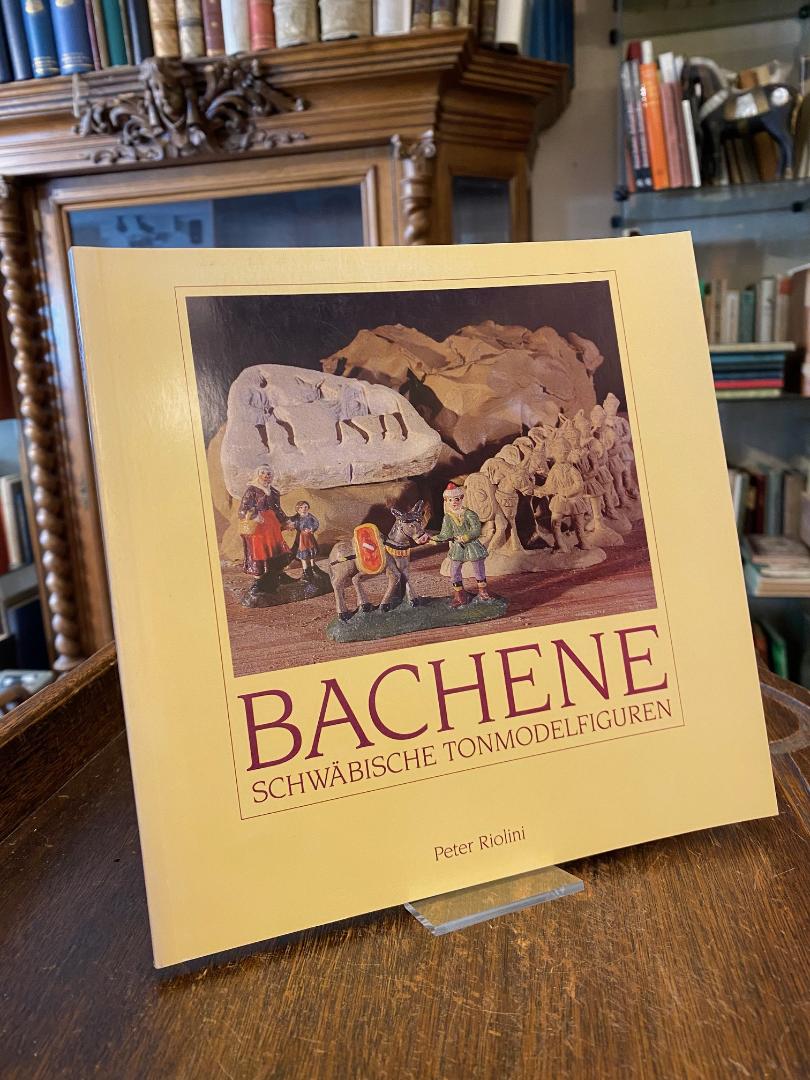 BACHENE
SCHWÄBISCHE TONMODELFIGUREN
Peter Riolini